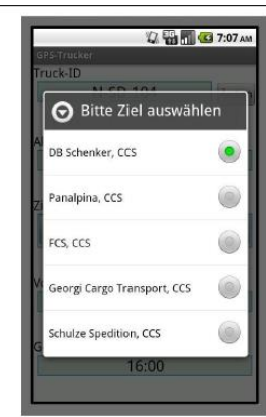 7:07 AM
GPS-Trucker
Truck-ID
Bitte Ziel auswählen
DB Schenker, CCS
Panalpina, CCS
FCS, CCS
Georgi Cargo Transport, CCS
Schulze Spedition, CCS
16:00